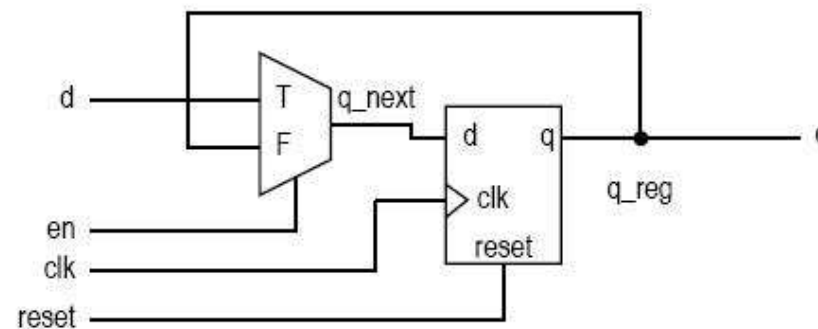 d
T
q_next
F
d
q
clk
q_reg
en
reset
clk
reset